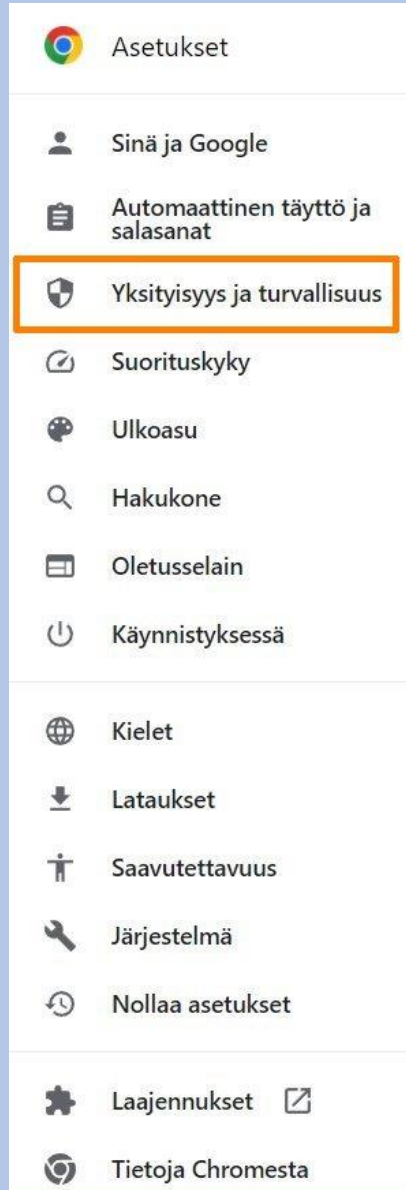 Asetukset
Sinä ja Google
Automaattinen täyttö ja
salasanat
Yksityisyys ja turvallisuus
Suorituskyky
Ulkoasu
Hakukone
Oletusselain
Käynnistyksessä
Kielet
Lataukset
Saavutettavuus
Järjestelmä
Nollaa asetukset
Laajennukset
Tietoja Chromesta